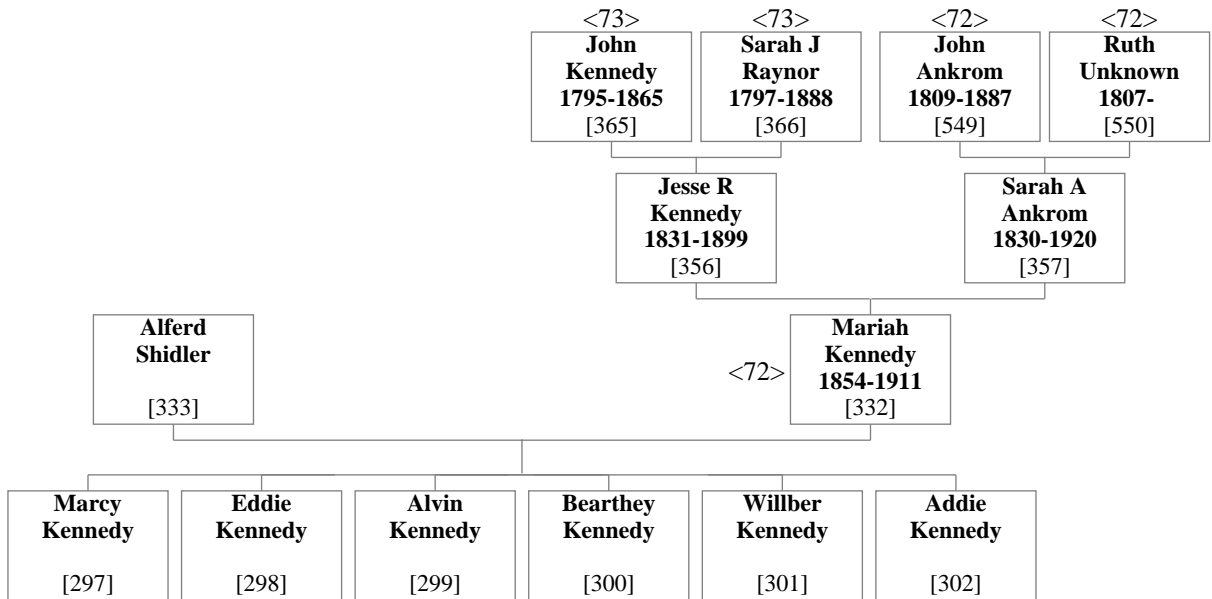 <73>
John
Kennedy
1795-1865
[365]
<73>
Sarah J
Raynor
1797-1888
[366]
<72>
John
Ankrom
1809-1887
[549]
<72>
Ruth
Unknown
1807-
[550]
Jesse R
Kennedy
1831-1899
[356]
Sarah A
Ankrom
1830-1920
[357]
Alferd
Shidler
[333]
<72>
Mariah
Kennedy
1854-1911
[332]
Marcy
Kennedy
[297]
Eddie
Kennedy
[298]
Alvin
Kennedy
[299]
Bearthey
Kennedy
[300]
Willber
Kennedy
[301]
Addie
Kennedy
[302]